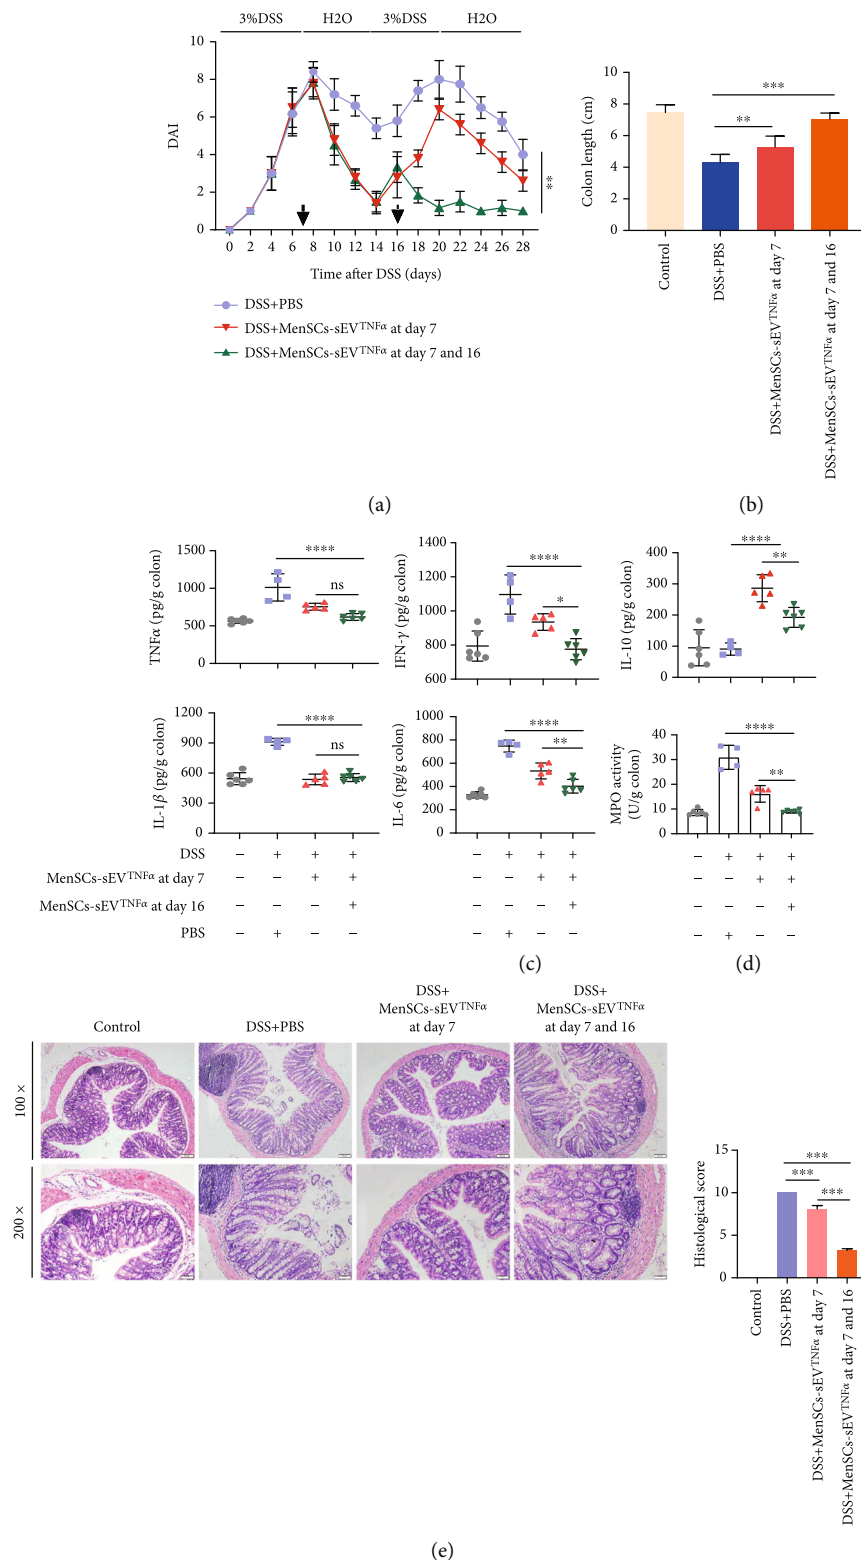 3%DSS H2O 3%DSS H2O
10
8
6
4
2
0
DAI
**
0 2 4 6 8 10 12 14 16 18 20 22 24 26 28
Time after DSS (days)
DSS+PBS
DSS+MenSCs-sEVTNFα at day 7
DSS+MenSCs-sEVTNFα at day 7 and 16
(a)
10
8
6
4
2
0
Colon length (cm)
***
**
Control
DSS+PBS
DSS+MenSCs-sEVTNFα at day 7
DSS+MenSCs-sEVTNFα at day 7 and 16
(b)
1500
1000
500
0
TNFα (pg/g colon)
****
ns
1400
1200
1000
800
600
IFN-γ (pg/g colon)
****
*
400
300
200
100
0
IL-10 (pg/g colon)
****
**
1200
900
600
300
0
IL-1β (pg/g colon)
****
ns
1000
800
600
400
200
0
IL-6 (pg/g colon)
****
**
50
40
30
20
10
0
MPO activity
(U/g colon)
****
**
DSS − + + + − + + + − + + +
MenSCs-sEVTNFα at day 7 − − + + − − + + − − + +
MenSCs-sEVTNFα at day 16 − − − + − − − + − − − +
PBS − + − − − + − − − + − −
(c)
(d)
Control
DSS+PBS
DSS+
MenSCs-sEVTNFα
at day 7
DSS+
MenSCs-sEVTNFα
at day 7 and 16
100 ×
200 ×
15
10
5
0
Histological score
***
***
***
Control
DSS+PBS
DSS+MenSCs-sEVTNFα at day 7
DSS+MenSCs-sEVTNFα at day 7 and 16
(e)